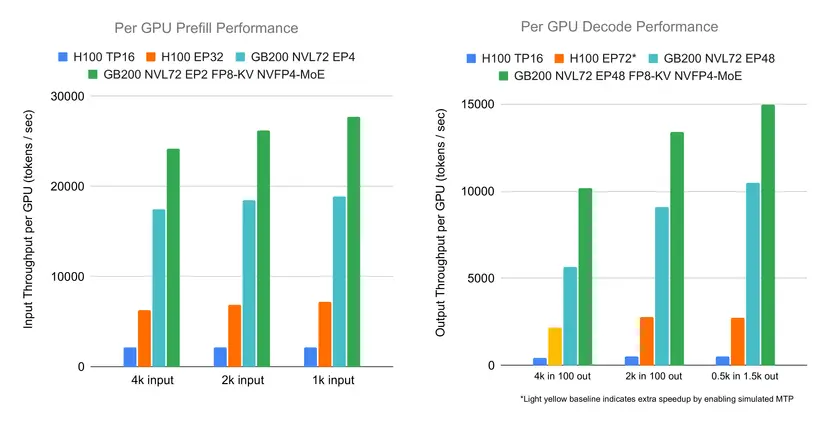 Per GPU Prefill Performance
H100 TP16 H100 EP32 GB200 NVL72 EP4
GB200 NVL72 EP2 FP8-KV NVFP4-MoE
Input Throughput per GPU (tokens / sec)
30000
20000
10000
0
4k input 2k input 1k input
Per GPU Decode Performance
H100 TP16 H100 EP72* GB200 NVL72 EP48
GB200 NVL72 EP48 FP8-KV NVFP4-MoE
Output Throughput per GPU (tokens / sec)
15000
10000
5000
0
4k in 100 out 2k in 100 out 0.5k in 1.5k out
*Light yellow baseline indicates extra speedup by enabling simulated MTP